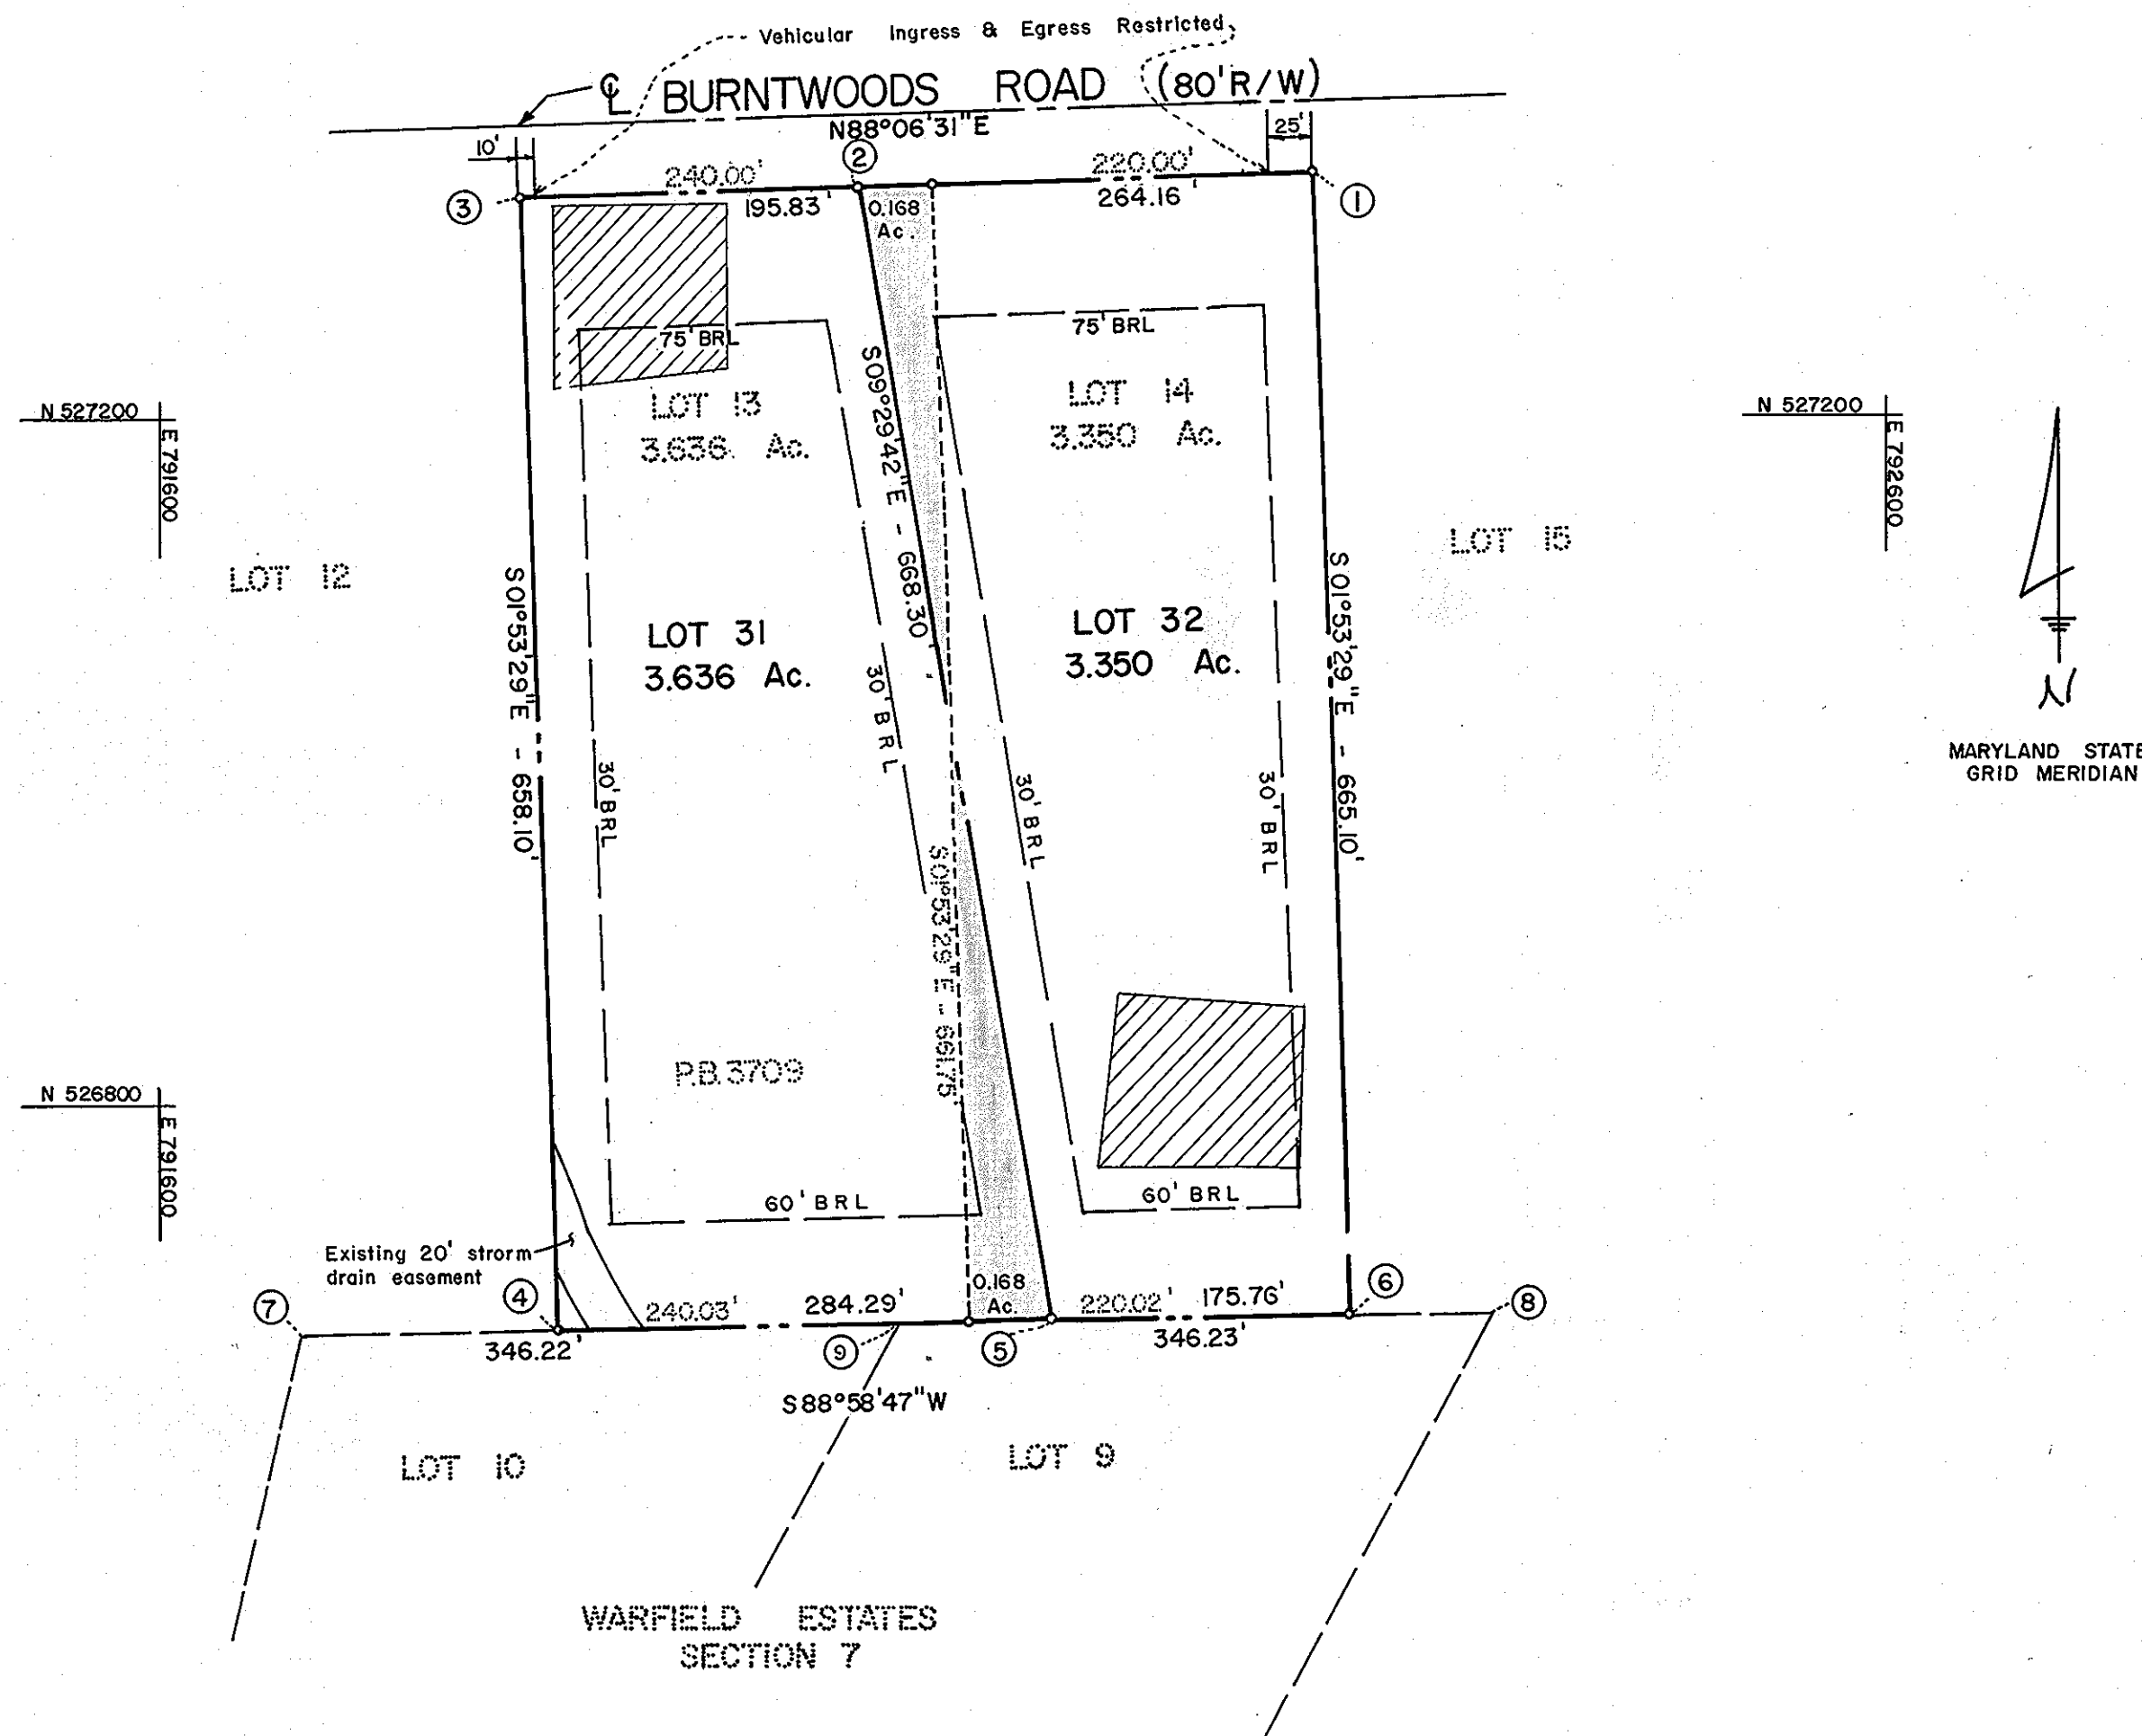 Vehicular Ingress & Egress Restricted
℄ BURNTWOODS ROAD (80' R/W)
N88°06'31"E
10'
25'
2
240.00'
220.00'
3
195.83'
0.168
Ac.
264.16'
1
75' BRL
75' BRL
LOT 13
3.636 Ac.
LOT 14
3.350 Ac.
N 527200
E 791600
N 527200
E 792600
S09°29'42"E - 668.30'
LOT 12
LOT 15
S01°53'29"E - 658.10'
S01°53'29"E - 665.10'
LOT 31
3.636 Ac.
LOT 32
3.350 Ac.
30' BRL
30' BRL
30' BRL
30' BRL
N
MARYLAND STATE
GRID MERIDIAN
S01°53'29"E - 661.75'
P.B. 3709
N 526800
E 791600
60' BRL
60' BRL
Existing 20' strorm
drain easement
7
4
240.03'
284.29'
0.168
Ac.
220.02'
175.76'
6
8
346.22'
9
5
346.23'
S88°58'47"W
LOT 10
LOT 9
WARFIELD ESTATES
SECTION 7